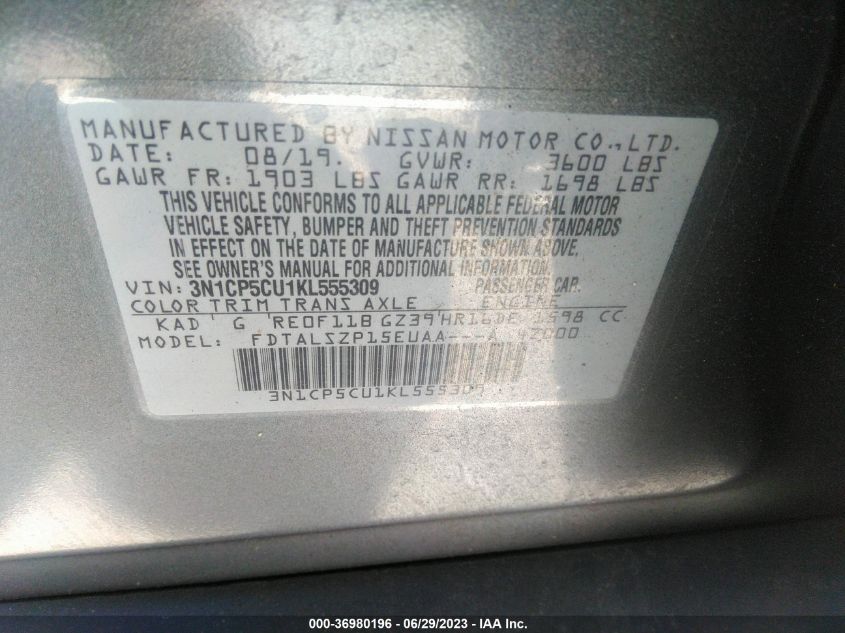 MANUFACTURED BY NISSAN MOTOR CO.,LTD.
DATE: 08/19. GVWR: 3600 LBS
GAWR FR: 1903 LBS GAWR RR: 1698 LBS
THIS VEHICLE CONFORMS TO ALL APPLICABLE FEDERAL MOTOR
VEHICLE SAFETY, BUMPER AND THEFT PREVENTION STANDARDS
IN EFFECT ON THE DATE OF MANUFACTURE SHOWN ABOVE.
SEE OWNER'S MANUAL FOR ADDITIONAL INFORMATION.
VIN: 3N1CP5CU1KL555309 PASSENGER CAR.
COLOR TRIM TRANS AXLE ENGINE
KAD G RE0F11B GZ39 HR16DE 1598 CC
MODEL: FDTALSZP15EUAA---A
3N1CP5CU1KL555309
000-36980196 - 06/29/2023 - IAA Inc.